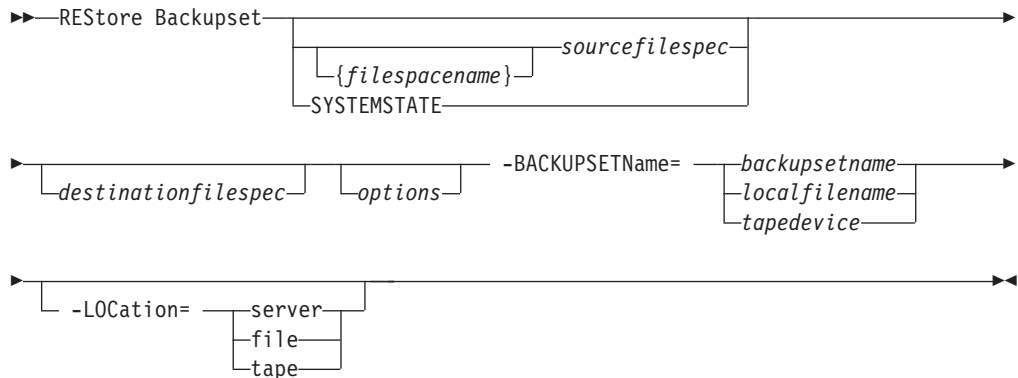 REStore Backupset
sourcefilespec
{filespacename}
SYSTEMSTATE
destinationfilespec
options
-BACKUPSETName=
backupsetname
localfilename
tapedevice
-LOCation=
server
file
tape